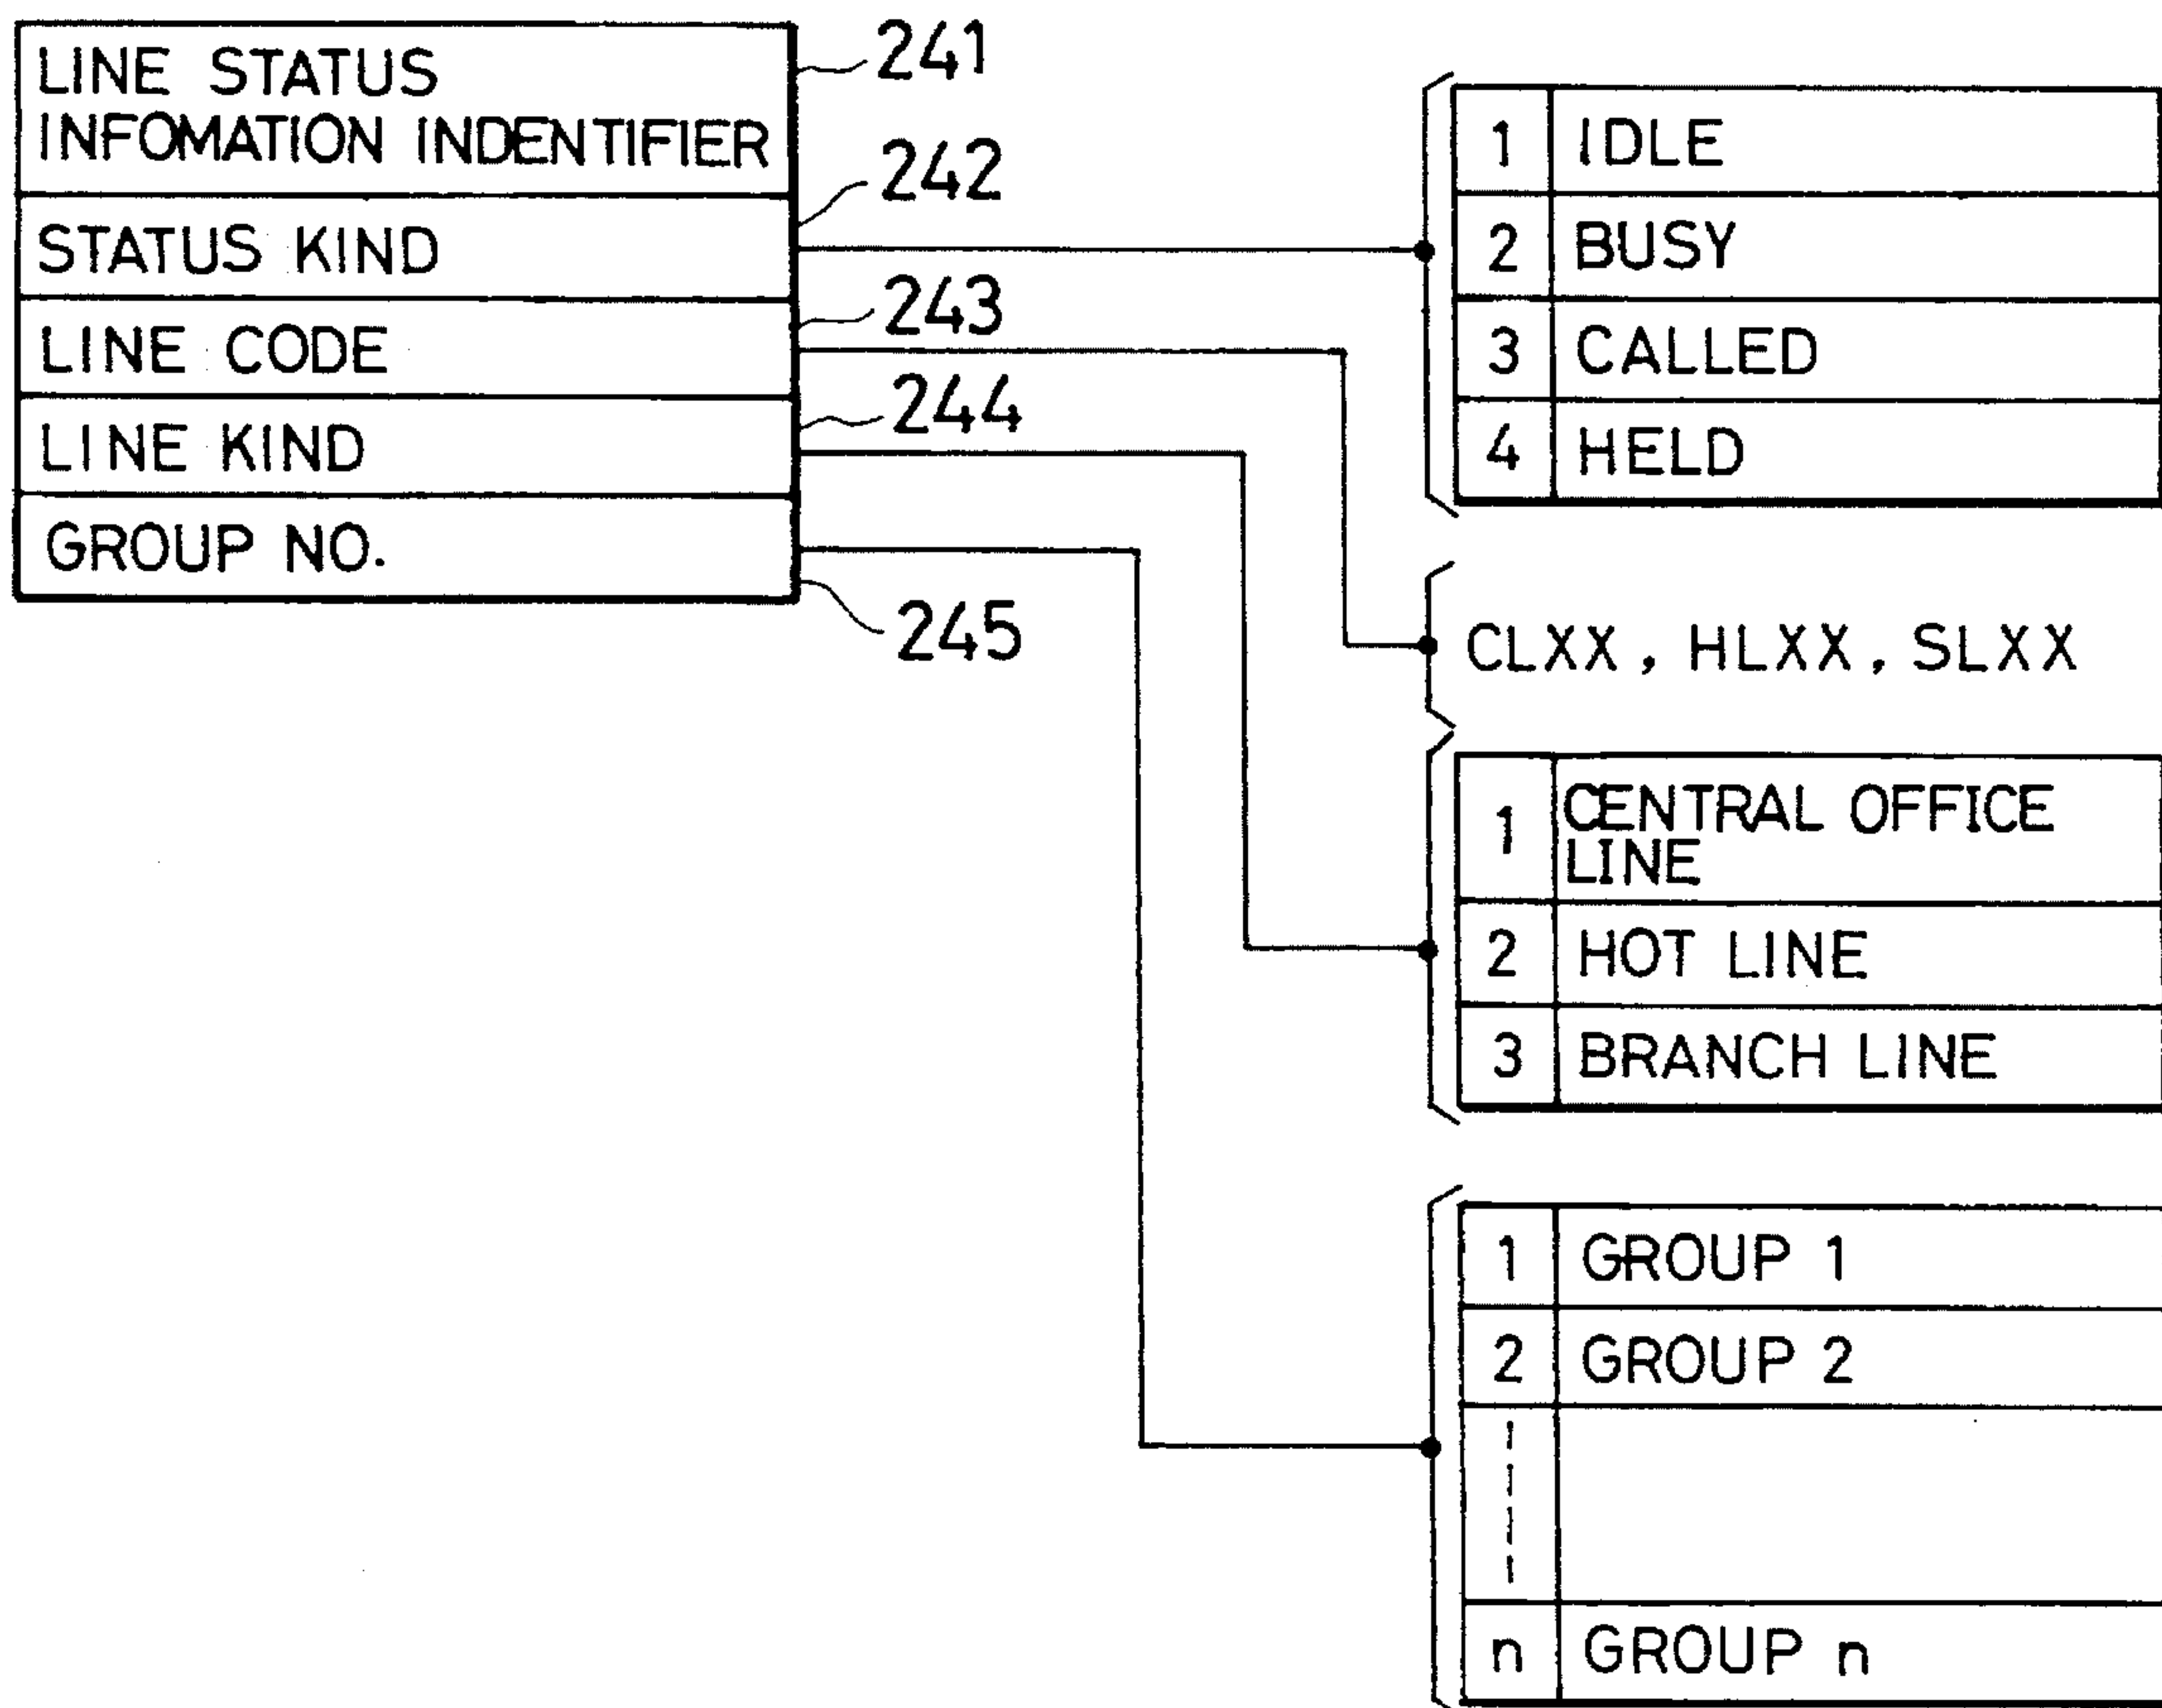 LINE STATUS
INFOMATION INDENTIFIER
STATUS KIND
LINE CODE
LINE KIND
GROUP NO.
241
242
243
244
245
1 IDLE
2 BUSY
3 CALLED
4 HELD
CLXX, HLXX, SLXX
1 CENTRAL OFFICE
LINE
2 HOT LINE
3 BRANCH LINE
1 GROUP 1
2 GROUP 2
n GROUP n